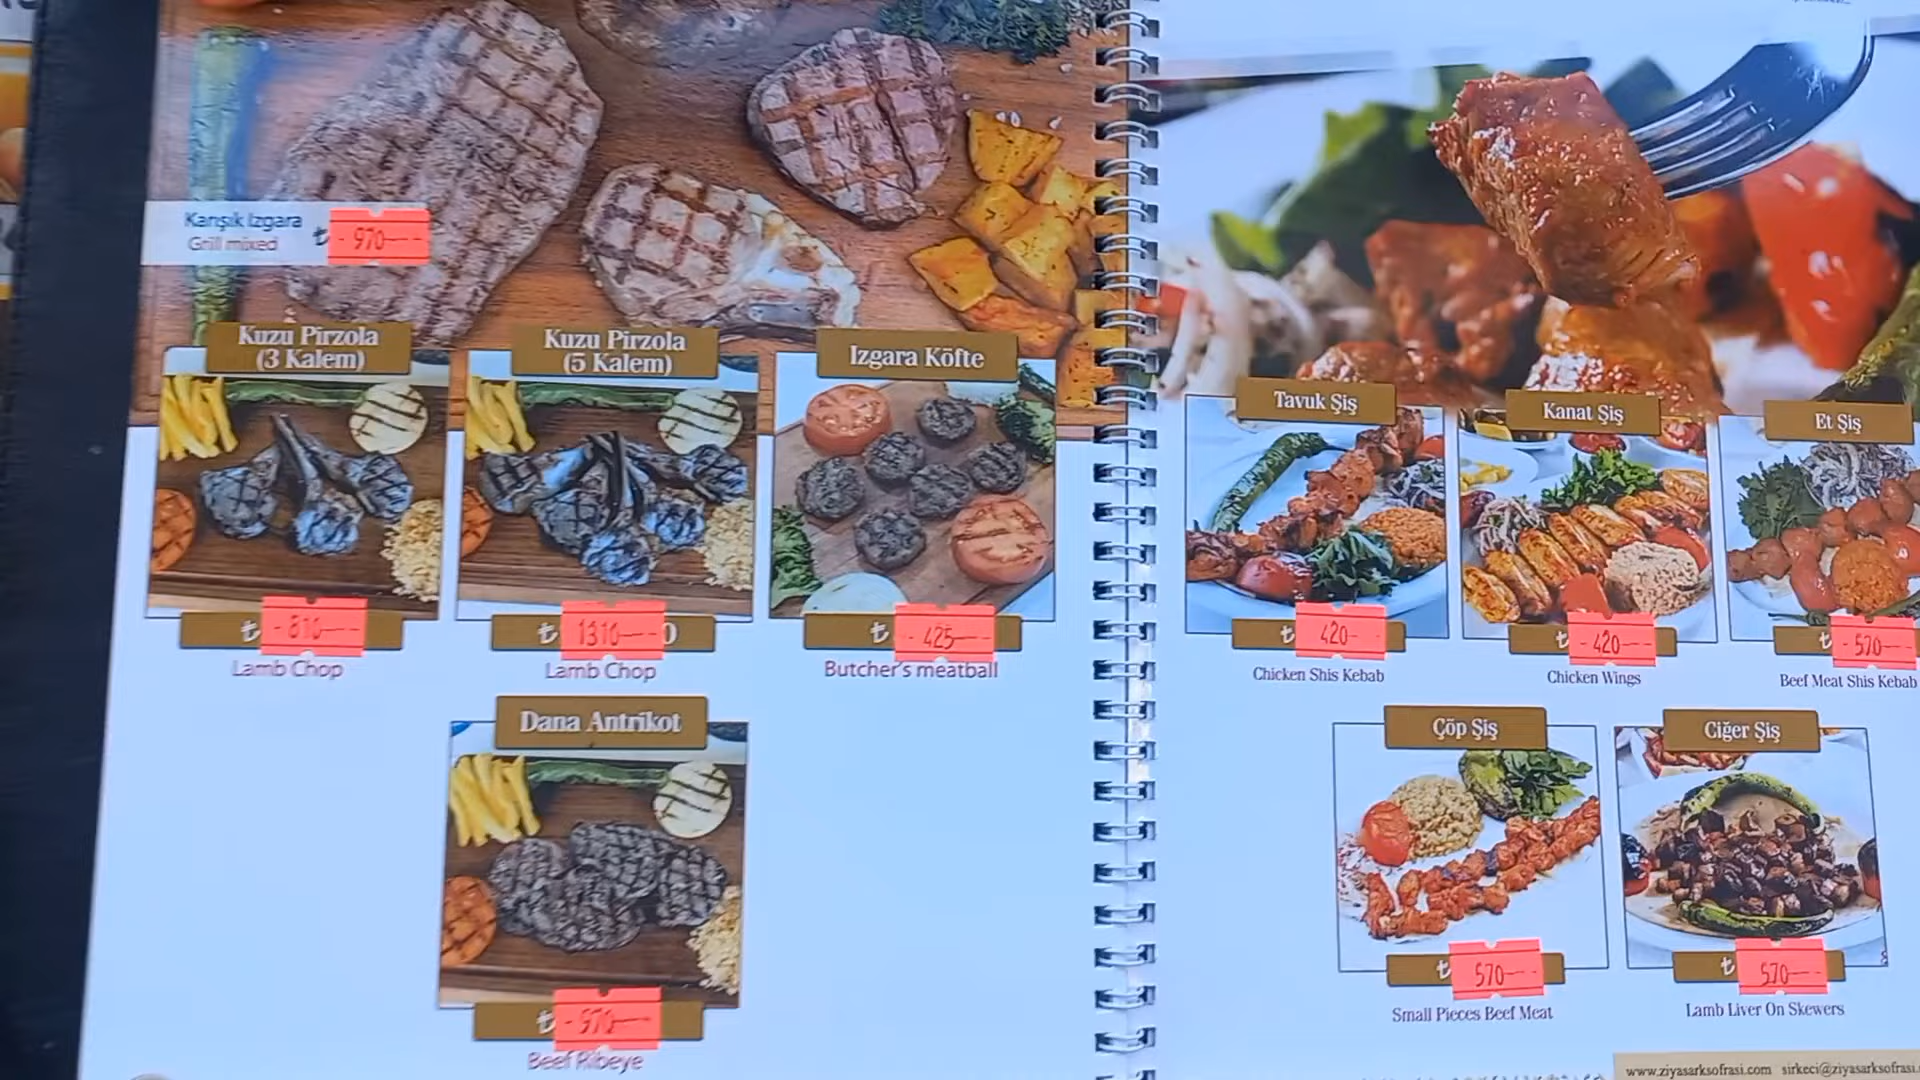 Karışık Izgara
Grill mixed
₺ - 970 -
Kuzu Pirzola
(3 Kalem)
₺ - 810 -
Lamb Chop
Kuzu Pirzola
(5 Kalem)
₺ 1310 - 0
Lamb Chop
Izgara Köfte
₺ - 425 -
Butcher's meatball
Dana Antrikot
₺ - 970 -
Beef Ribeye
Tavuk Şiş
₺ 420 -
Chicken Shis Kebab
Kanat Şiş
₺ - 420 -
Chicken Wings
Et Şiş
₺ - 570 -
Beef Meat Shis Kebab
Çöp Şiş
₺ 570 -
Small Pieces Beef Meat
Ciğer Şiş
₺ 570 -
Lamb Liver On Skewers
www.ziyasarksofrasi.com sirkeci@ziyasarksofrasi.